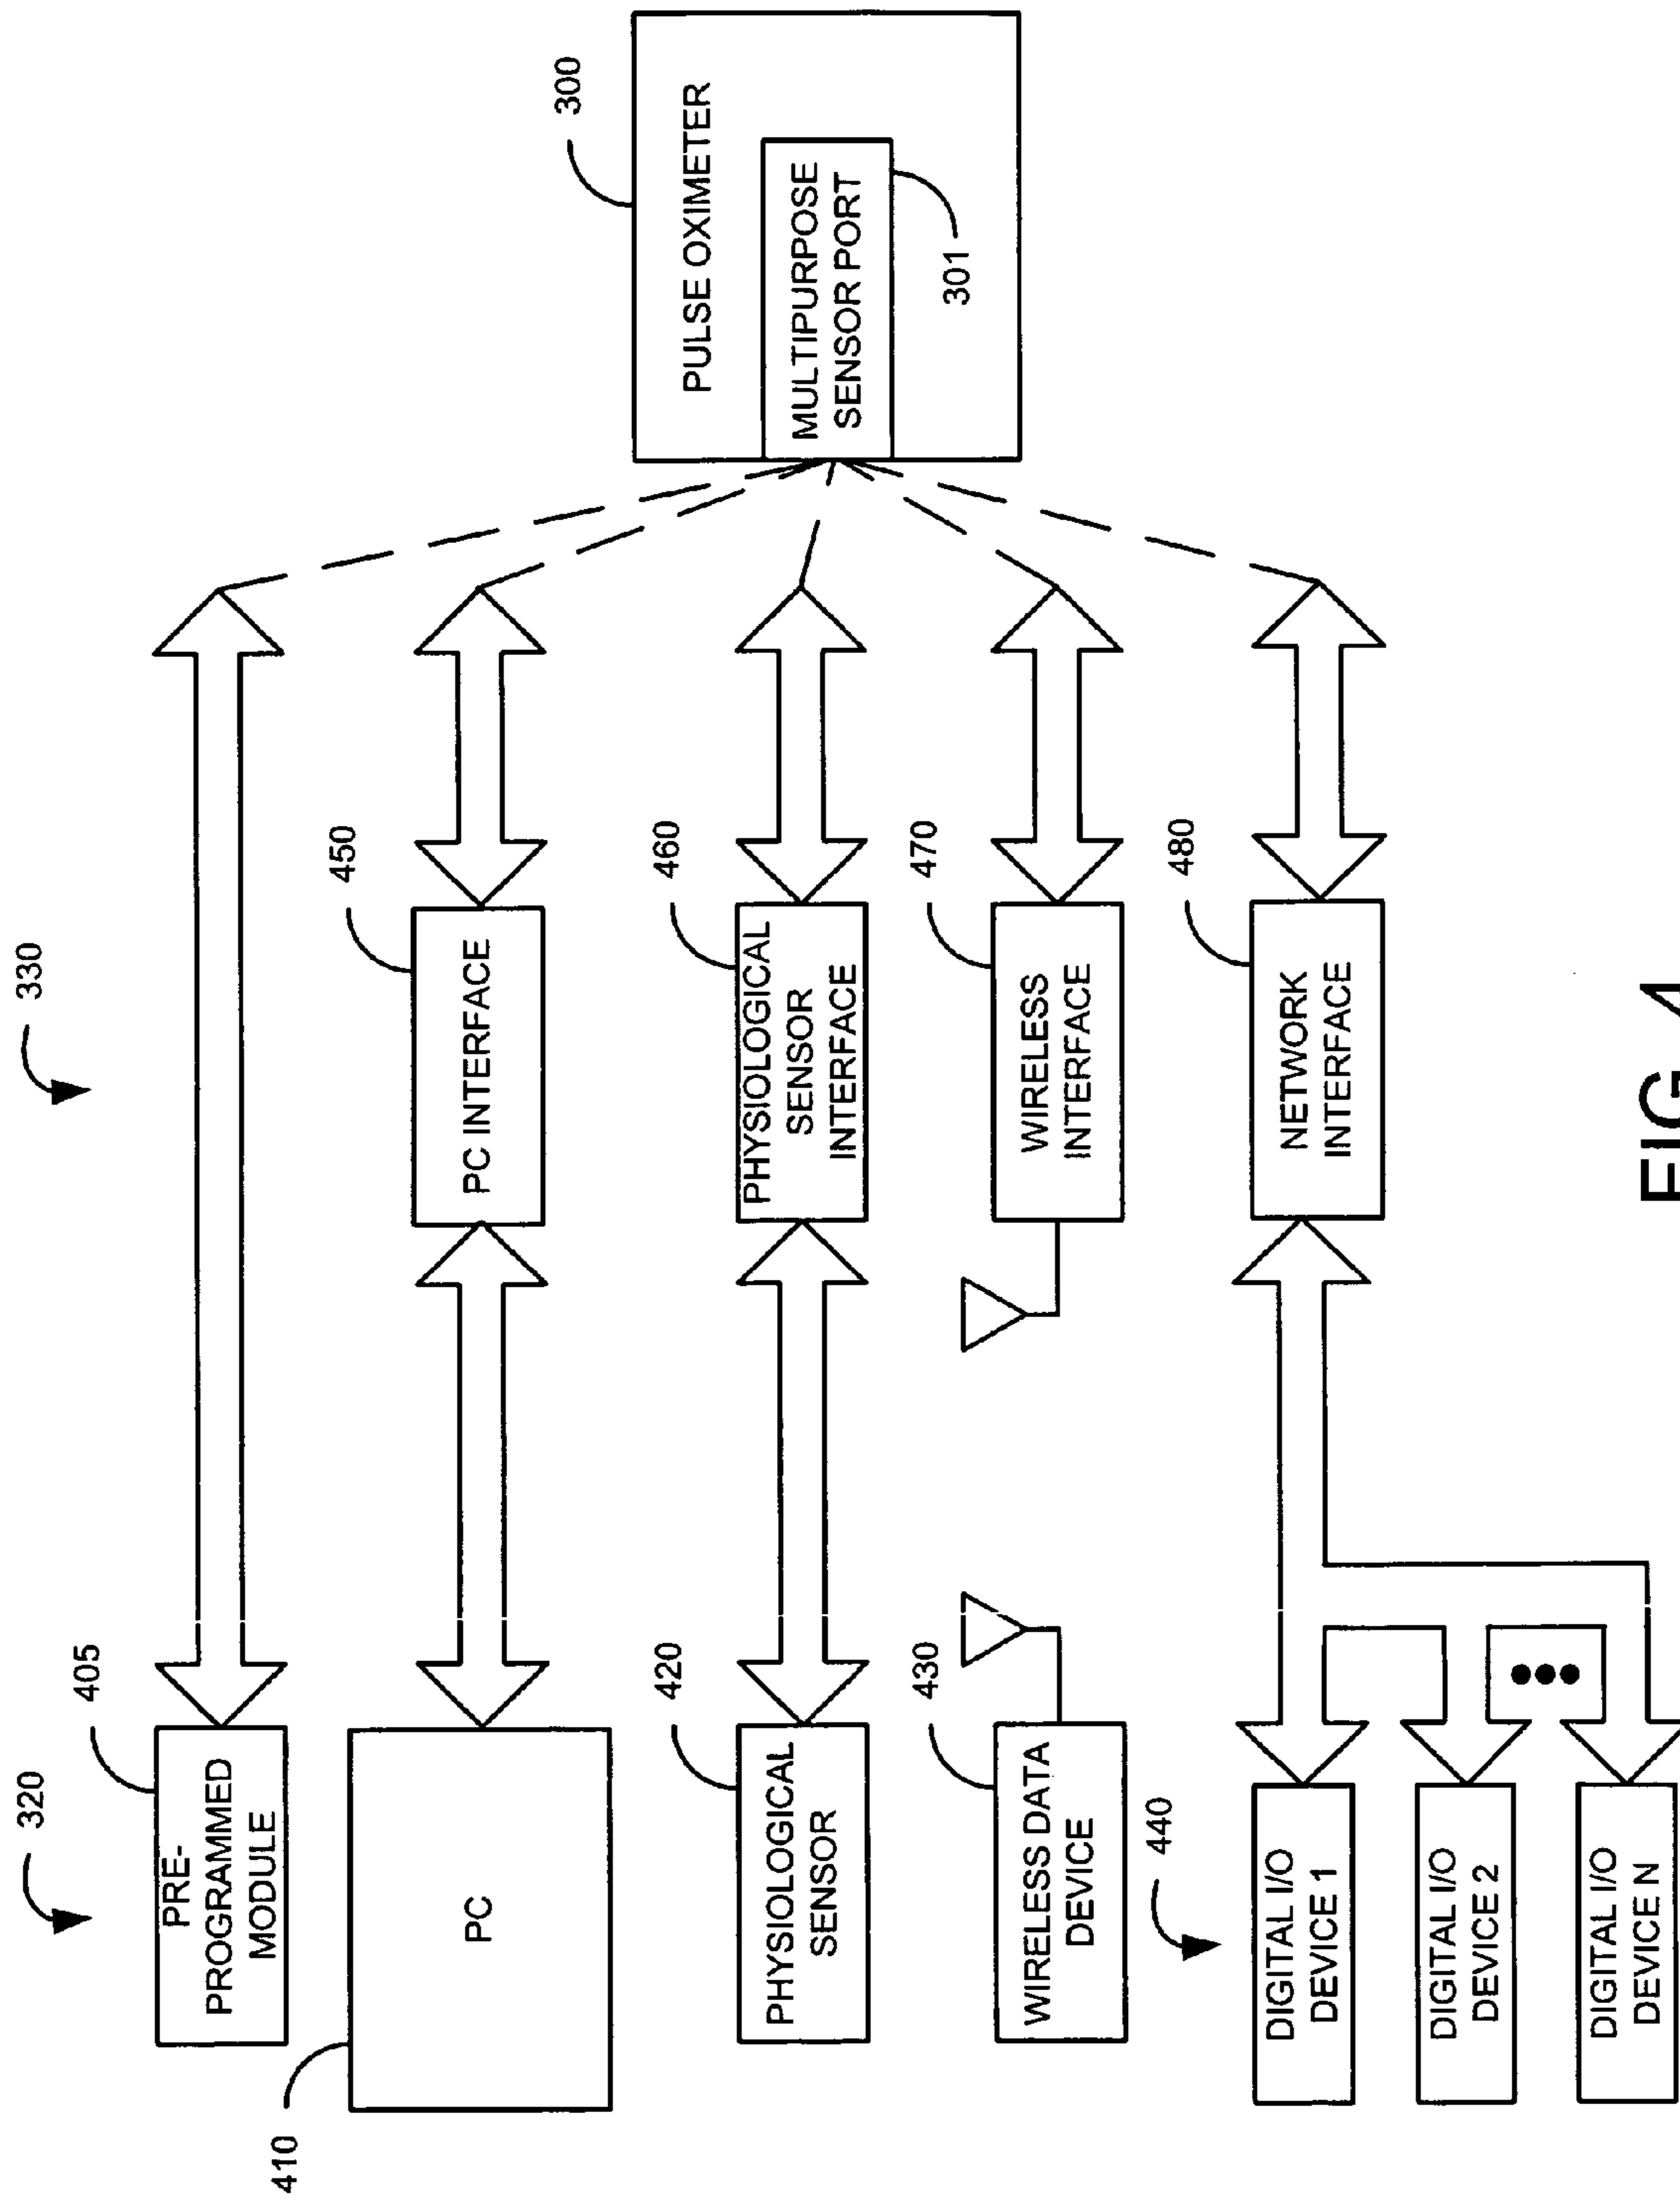 320
330
PRE-
PROGRAMMED
MODULE
405
PC
410
PC INTERFACE
450
PULSE OXIMETER
300
MULTIPURPOSE
SENSOR PORT
301
PHYSIOLOGICAL
SENSOR
420
PHYSIOLOGICAL
SENSOR
INTERFACE
460
WIRELESS DATA
DEVICE
430
WIRELESS
INTERFACE
470
440
DIGITAL I/O
DEVICE 1
DIGITAL I/O
DEVICE 2
DIGITAL I/O
DEVICE N
NETWORK
INTERFACE
480
FIG. 4